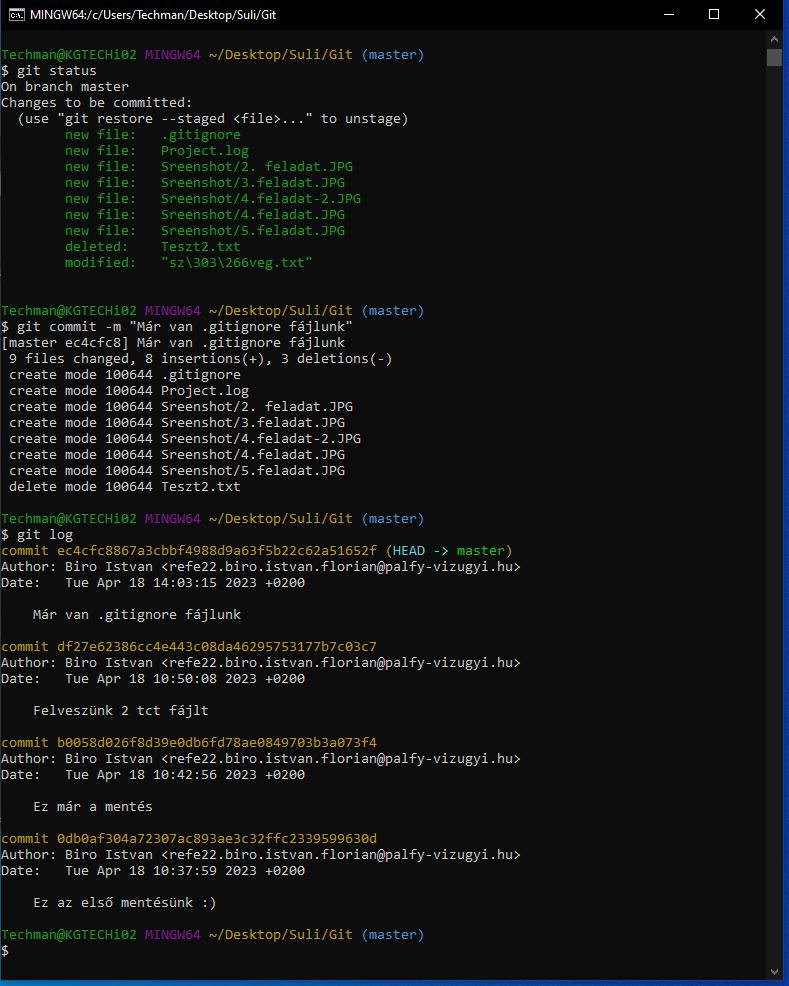 MINGW64:/c/Users/Techman/Desktop/Suli/Git
Techman@KGTECHi02 MINGW64 ~/Desktop/Suli/Git (master)
$ git status
On branch master
Changes to be committed:
  (use "git restore --staged <file>..." to unstage)
        new file:   .gitignore
        new file:   Project.log
        new file:   Sreenshot/2. feladat.JPG
        new file:   Sreenshot/3.feladat.JPG
        new file:   Sreenshot/4.feladat-2.JPG
        new file:   Sreenshot/4.feladat.JPG
        new file:   Sreenshot/5.feladat.JPG
        deleted:    Teszt2.txt
        modified:   "sz\303\266veg.txt"
Techman@KGTECHi02 MINGW64 ~/Desktop/Suli/Git (master)
$ git commit -m "Már van .gitignore fájlunk"
[master ec4cfc8] Már van .gitignore fájlunk
 9 files changed, 8 insertions(+), 3 deletions(-)
 create mode 100644 .gitignore
 create mode 100644 Project.log
 create mode 100644 Sreenshot/2. feladat.JPG
 create mode 100644 Sreenshot/3.feladat.JPG
 create mode 100644 Sreenshot/4.feladat-2.JPG
 create mode 100644 Sreenshot/4.feladat.JPG
 create mode 100644 Sreenshot/5.feladat.JPG
 delete mode 100644 Teszt2.txt
Techman@KGTECHi02 MINGW64 ~/Desktop/Suli/Git (master)
$ git log
commit ec4cfc8867a3cbbf4988d9a63f5b22c62a51652f (HEAD -> master)
Author: Biro Istvan <refe22.biro.istvan.florian@palfy-vizugyi.hu>
Date:   Tue Apr 18 14:03:15 2023 +0200
    Már van .gitignore fájlunk
commit df27e62386cc4e443c08da46295753177b7c03c7
Author: Biro Istvan <refe22.biro.istvan.florian@palfy-vizugyi.hu>
Date:   Tue Apr 18 10:50:08 2023 +0200
    Felveszünk 2 tct fájlt
commit b0058d026f8d39e0db6fd78ae0849703b3a073f4
Author: Biro Istvan <refe22.biro.istvan.florian@palfy-vizugyi.hu>
Date:   Tue Apr 18 10:42:56 2023 +0200
    Ez már a mentés
commit 0db0af304a72307ac893ae3c32ffc2339599630d
Author: Biro Istvan <refe22.biro.istvan.florian@palfy-vizugyi.hu>
Date:   Tue Apr 18 10:37:59 2023 +0200
    Ez az első mentésünk :)
Techman@KGTECHi02 MINGW64 ~/Desktop/Suli/Git (master)
$